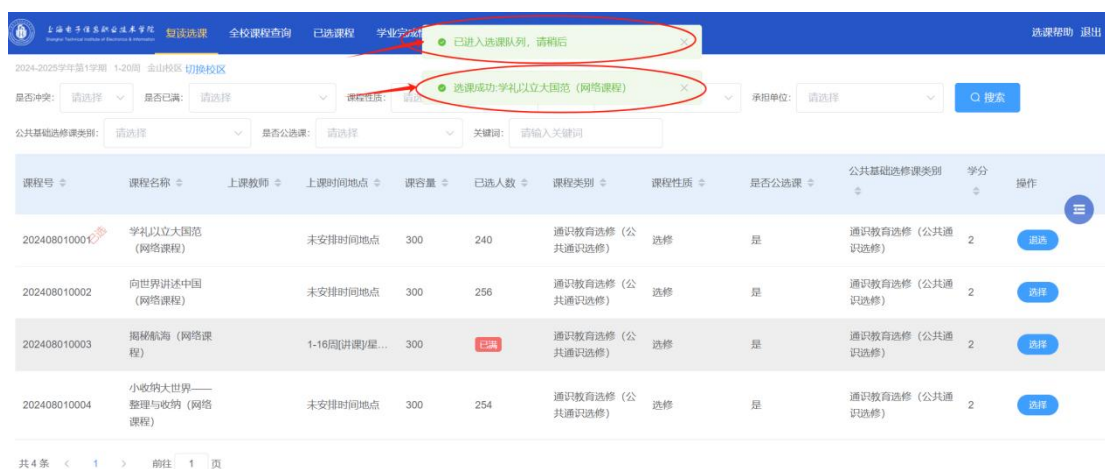 上海电子信息职业技术学院 复读选课 全校课程查询 已选课程 学业完成 选课帮助 退出
已进入选课队列，请稍后
2024-2025学年第1学期 1-20周 金山校区 切换校区
选课成功:学礼以立大国范（网络课程）
是否冲突: 请选择 是否已满: 请选择 课程性质: 承担单位: 请选择 搜索
公共基础选修课类别: 请选择 是否公选课: 请选择 关键词: 请输入关键词
课程号 课程名称 上课教师 上课时间地点 课容量 已选人数 课程类别 课程性质 是否公选课 公共基础选修课类别 学分 操作
202408010001 已选 学礼以立大国范 未安排时间地点 300 240 通识教育选修（公 选修 是 通识教育选修（公共通 2 退选
（网络课程） 共通识选修） 识选修）
202408010002 向世界讲述中国 未安排时间地点 300 256 通识教育选修（公 选修 是 通识教育选修（公共通 2 选择
（网络课程） 共通识选修） 识选修）
202408010003 揭秘航海（网络课 1-16周[讲课]/星... 300 已满 通识教育选修（公 选修 是 通识教育选修（公共通 2 选择
程） 共通识选修） 识选修）
202408010004 小收纳大世界—— 未安排时间地点 300 254 通识教育选修（公 选修 是 通识教育选修（公共通 2 选择
整理与收纳（网络 共通识选修） 识选修）
课程）
共4条 1 前往 1 页